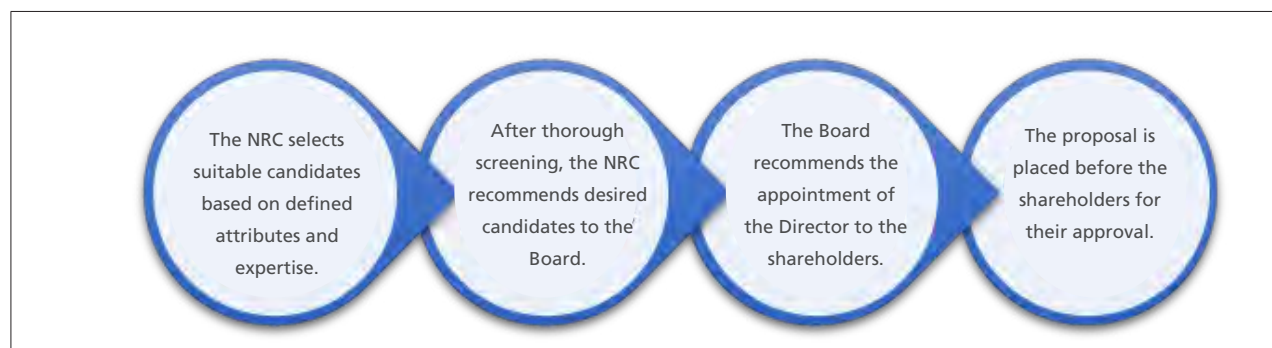 The NRC selects
suitable candidates
based on defined
attributes and
expertise.
After thorough
screening, the NRC
recommends desired
candidates to the
Board.
The Board
recommends the
appointment of
the Director to the
shareholders.
The proposal is
placed before the
shareholders for
their approval.